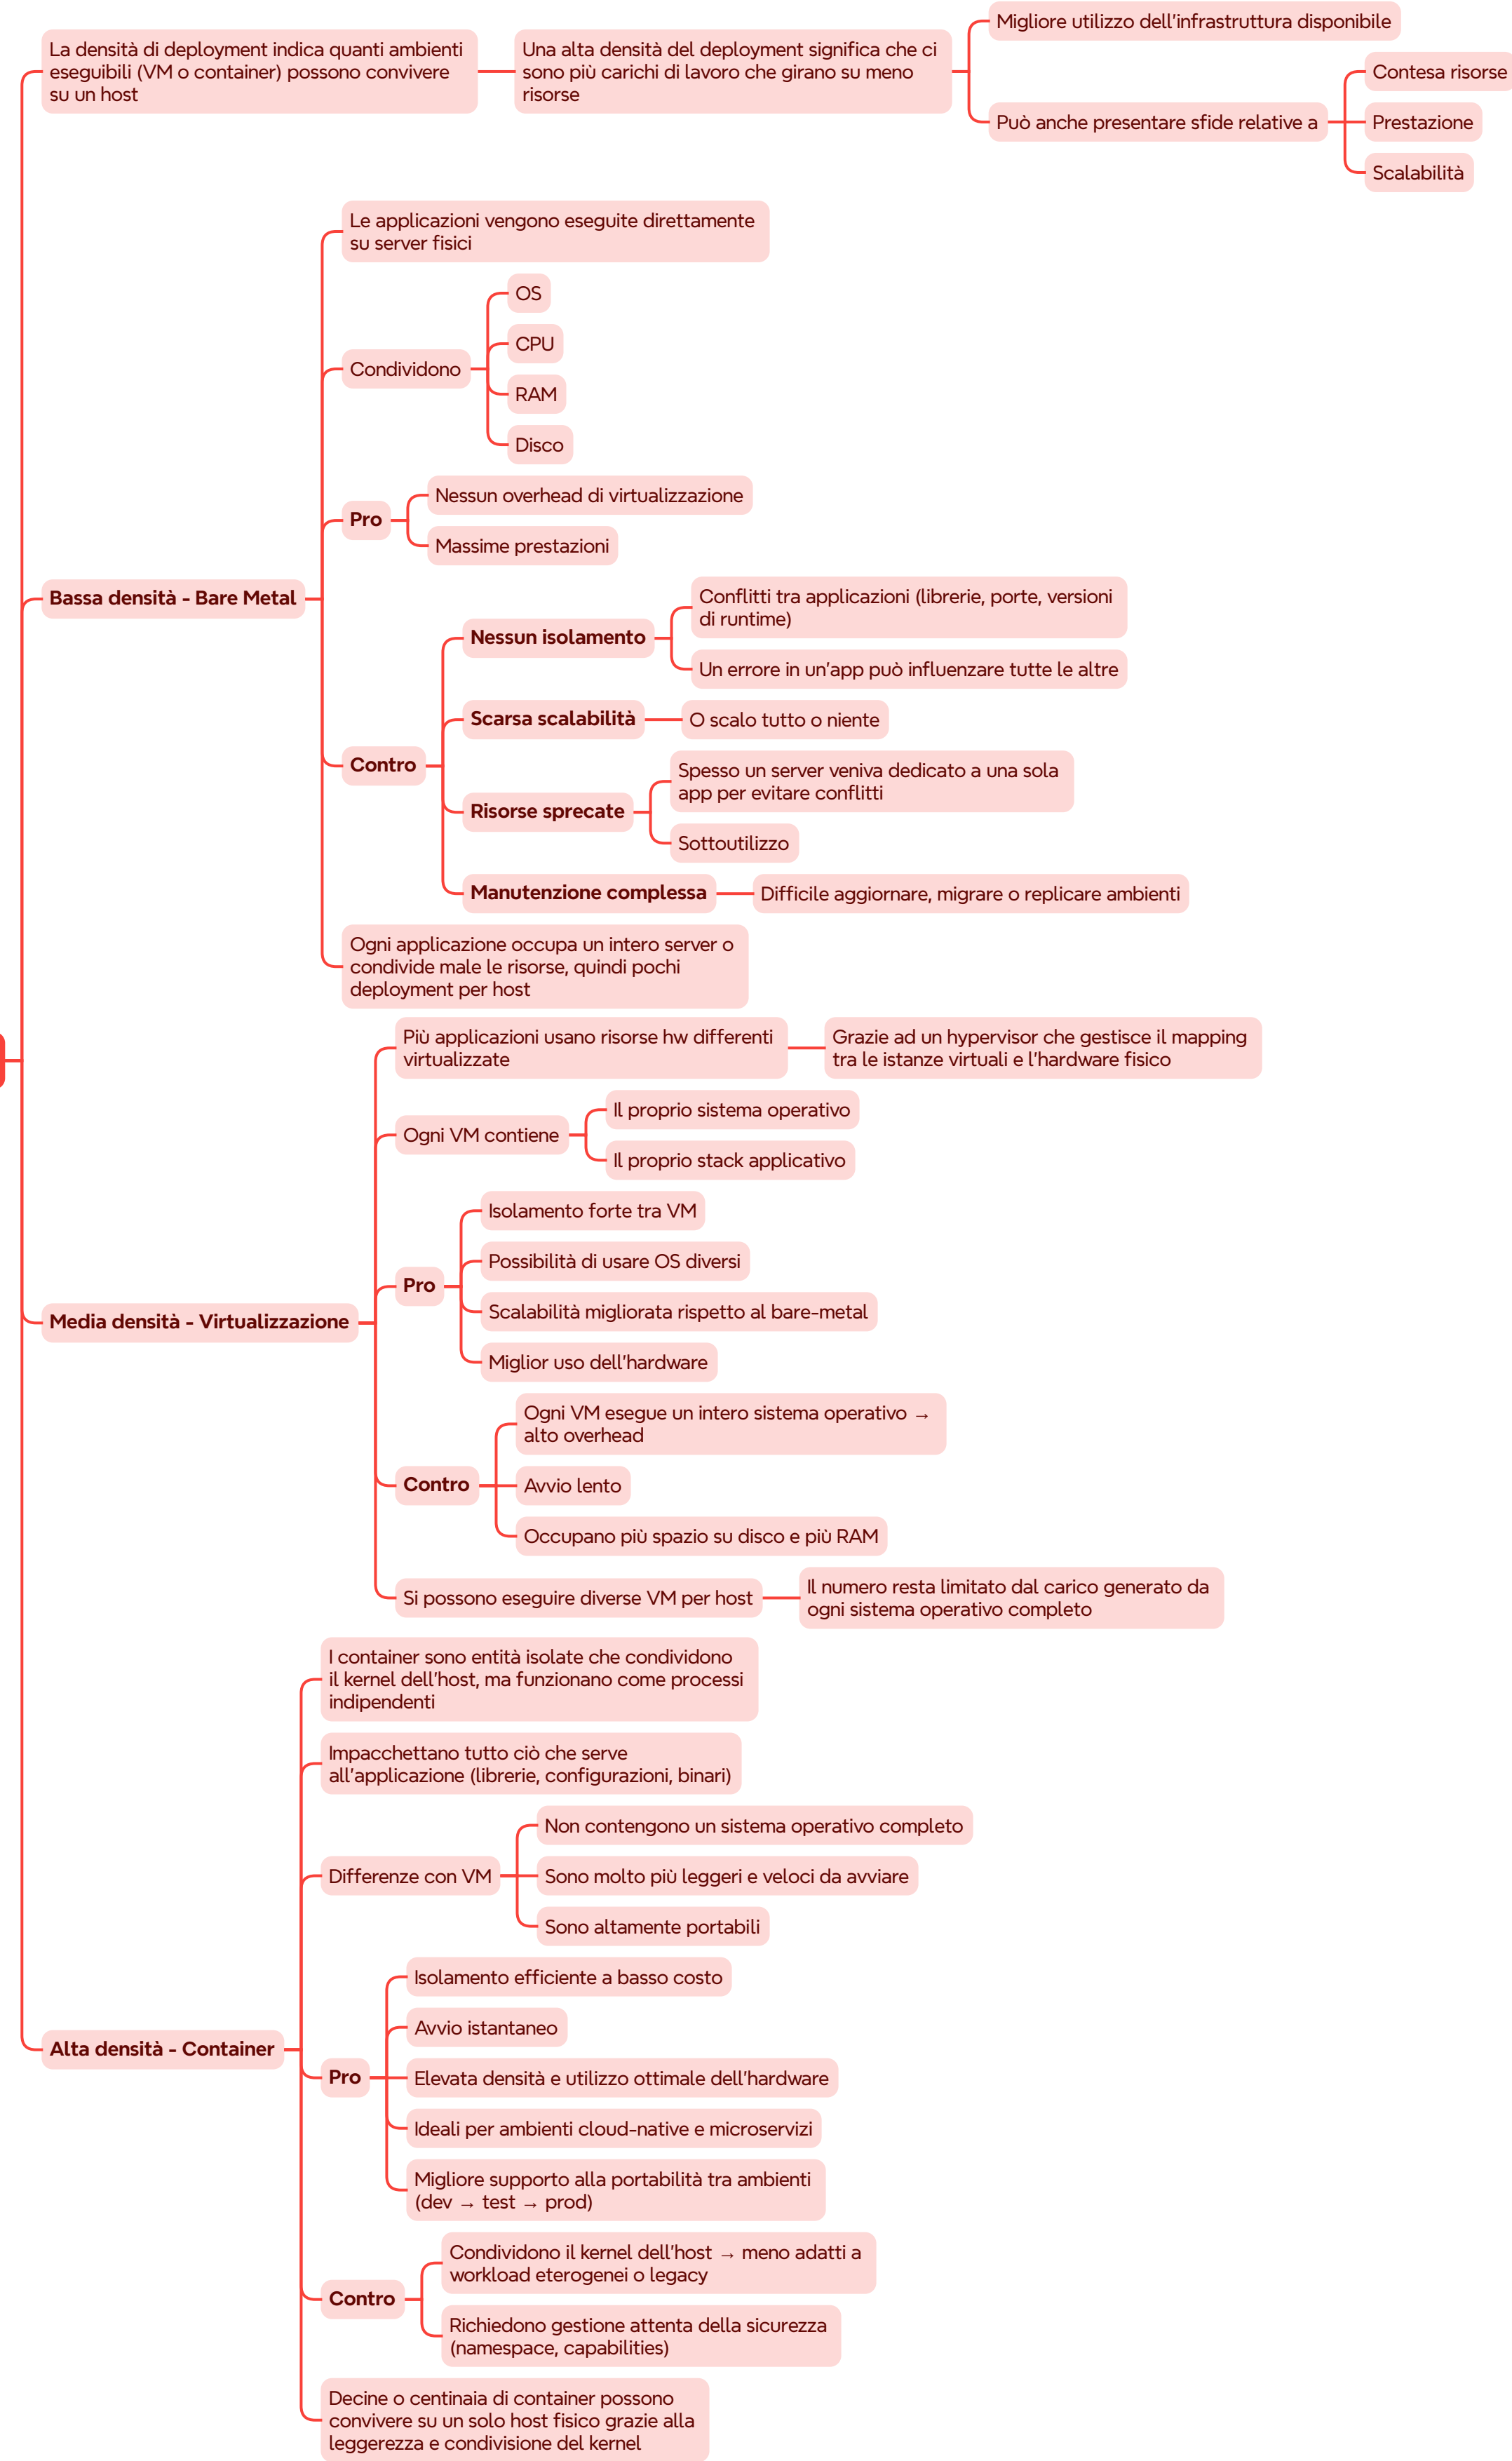 La densità di deployment indica quanti ambienti
eseguibili (VM o container) possono convivere
su un host
Una alta densità del deployment significa che ci
sono più carichi di lavoro che girano su meno
risorse
Migliore utilizzo dell'infrastruttura disponibile
Può anche presentare sfide relative a
Contesa risorse
Prestazione
Scalabilità
Bassa densità - Bare Metal
Le applicazioni vengono eseguite direttamente
su server fisici
Condividono
OS
CPU
RAM
Disco
Pro
Nessun overhead di virtualizzazione
Massime prestazioni
Contro
Nessun isolamento
Conflitti tra applicazioni (librerie, porte, versioni
di runtime)
Un errore in un'app può influenzare tutte le altre
Scarsa scalabilità
O scalo tutto o niente
Risorse sprecate
Spesso un server veniva dedicato a una sola
app per evitare conflitti
Sottoutilizzo
Manutenzione complessa
Difficile aggiornare, migrare o replicare ambienti
Ogni applicazione occupa un intero server o
condivide male le risorse, quindi pochi
deployment per host
Media densità - Virtualizzazione
Più applicazioni usano risorse hw differenti
virtualizzate
Grazie ad un hypervisor che gestisce il mapping
tra le istanze virtuali e l'hardware fisico
Ogni VM contiene
Il proprio sistema operativo
Il proprio stack applicativo
Pro
Isolamento forte tra VM
Possibilità di usare OS diversi
Scalabilità migliorata rispetto al bare-metal
Miglior uso dell'hardware
Contro
Ogni VM esegue un intero sistema operativo →
alto overhead
Avvio lento
Occupano più spazio su disco e più RAM
Si possono eseguire diverse VM per host
Il numero resta limitato dal carico generato da
ogni sistema operativo completo
Alta densità - Container
I container sono entità isolate che condividono
il kernel dell'host, ma funzionano come processi
indipendenti
Impacchettano tutto ciò che serve
all'applicazione (librerie, configurazioni, binari)
Differenze con VM
Non contengono un sistema operativo completo
Sono molto più leggeri e veloci da avviare
Sono altamente portabili
Pro
Isolamento efficiente a basso costo
Avvio istantaneo
Elevata densità e utilizzo ottimale dell'hardware
Ideali per ambienti cloud-native e microservizi
Migliore supporto alla portabilità tra ambienti
(dev → test → prod)
Contro
Condividono il kernel dell'host → meno adatti a
workload eterogenei o legacy
Richiedono gestione attenta della sicurezza
(namespace, capabilities)
Decine o centinaia di container possono
convivere su un solo host fisico grazie alla
leggerezza e condivisione del kernel